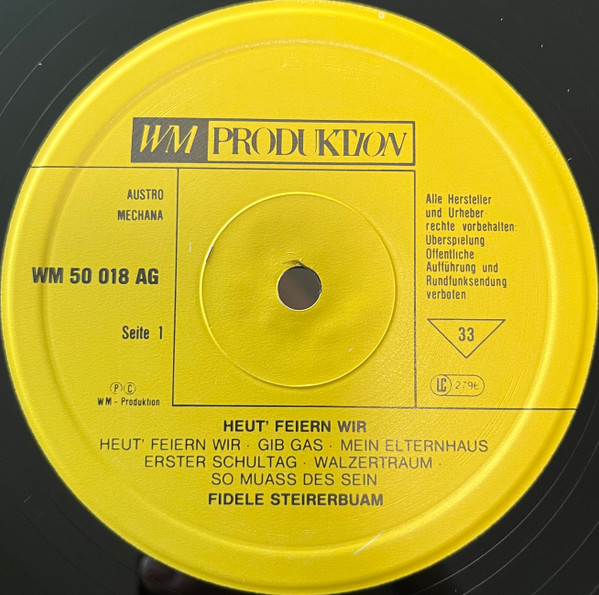 WM PRODUKTION
AUSTRO
MECHANA
WM 50 018 AG
Seite 1
P C
WM - Produktion
Alle Hersteller
und Urheber-
rechte vorbehalten:
Überspielung
Öffentliche
Aufführung und
Rundfunksendung
verboten
33
LC
HEUT' FEIERN WIR
HEUT' FEIERN WIR · GIB GAS · MEIN ELTERNHAUS
ERSTER SCHULTAG · WALZERTRAUM ·
SO MUASS DES SEIN
FIDELE STEIRERBUAM